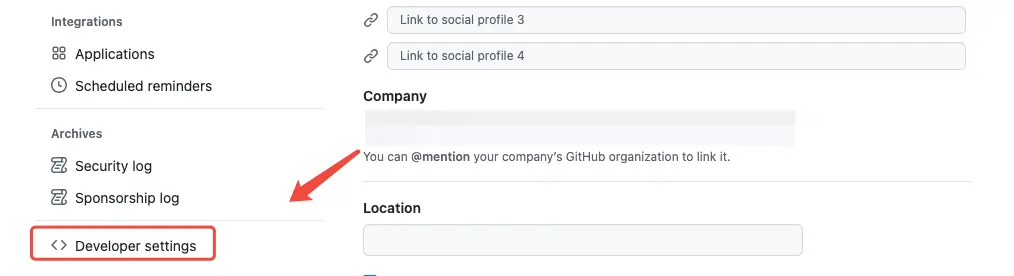 Integrations
Applications
Scheduled reminders
Archives
Security log
Sponsorship log
Developer settings
Link to social profile 3
Link to social profile 4
Company
You can @mention your company’s GitHub organization to link it.
Location